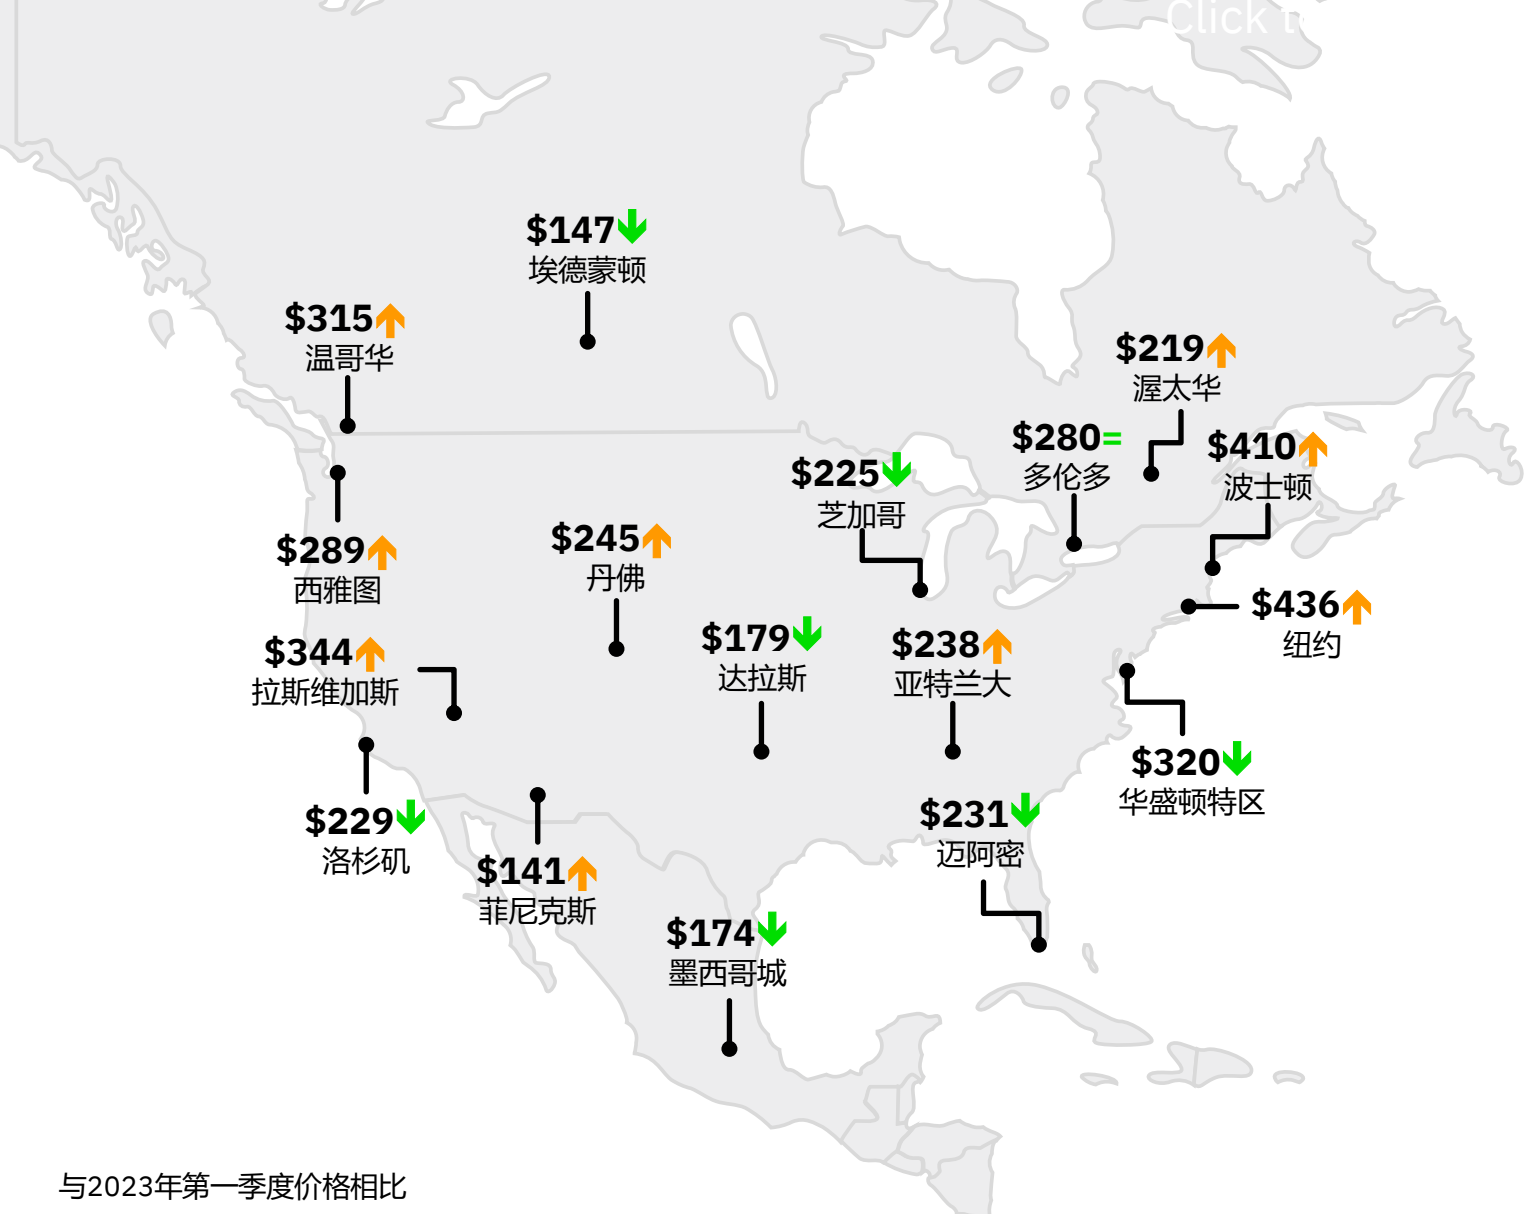 Click t
$147
埃德蒙顿
$315
温哥华
$219
渥太华
$280=
多伦多
$410
波士顿
$225
芝加哥
$289
西雅图
$245
丹佛
$436
纽约
$344
拉斯维加斯
$179
达拉斯
$238
亚特兰大
$320
华盛顿特区
$229
洛杉矶
$231
迈阿密
$141
菲尼克斯
$174
墨西哥城
与2023年第一季度价格相比